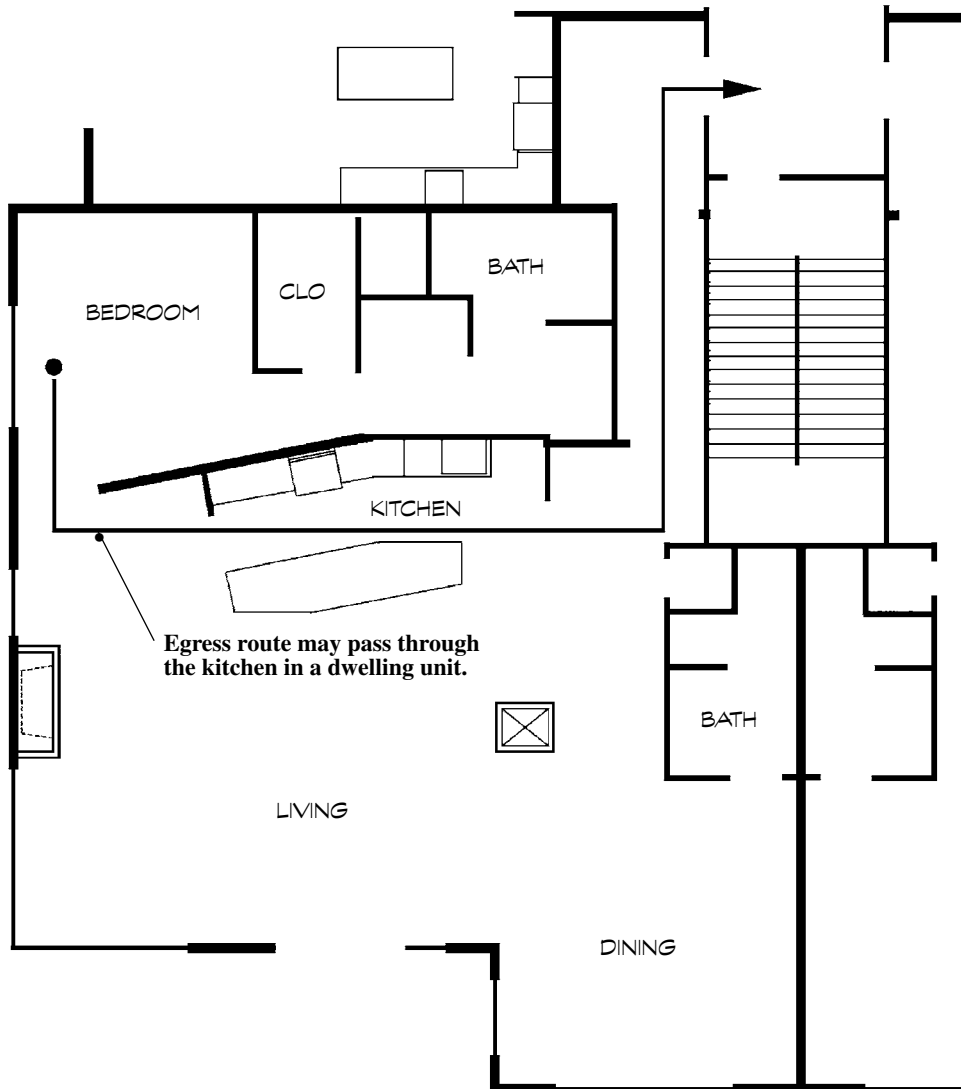 BATH
CLO
BEDROOM
KITCHEN
Egress route may pass through
the kitchen in a dwelling unit.
BATH
LIVING
DINING